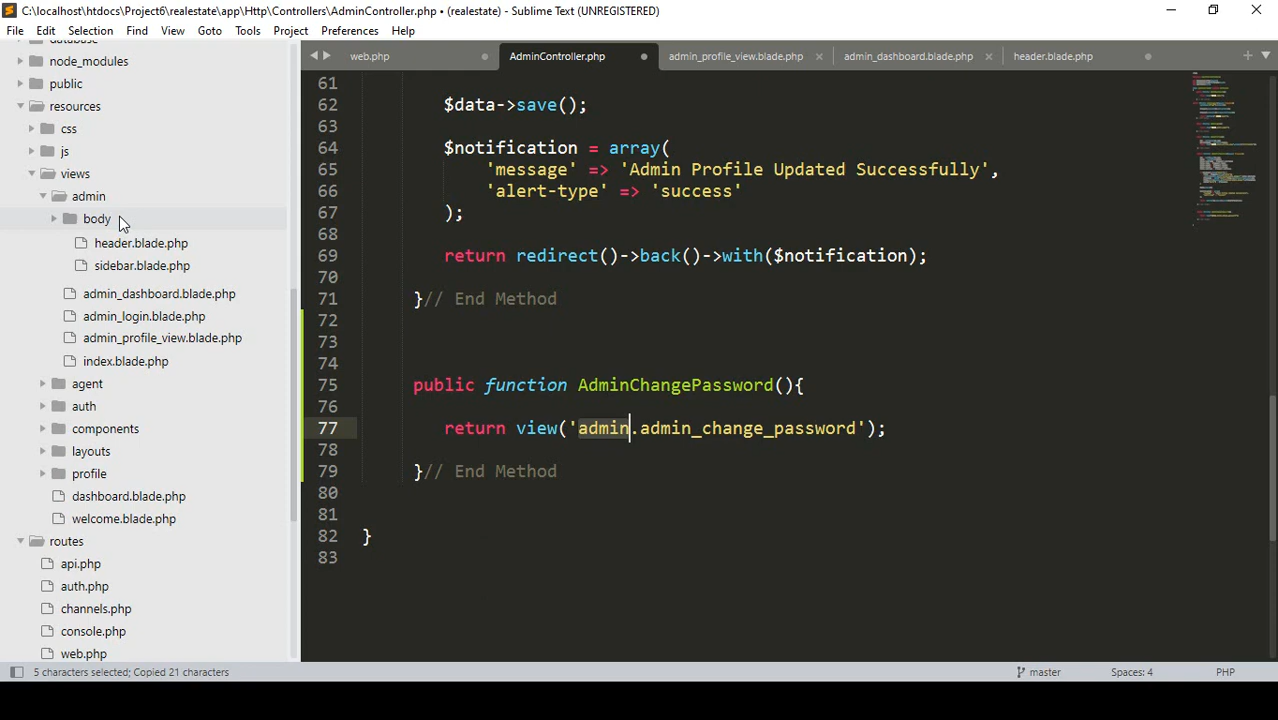 C:\localhost\htdocs\Project6\realestate\app\Http\Controllers\AdminController.php • (realestate) - Sublime Text (UNREGISTERED)
File Edit Selection Find View Goto Tools Project Preferences Help
web.php AdminController.php admin_profile_view.blade.php admin_dashboard.blade.php header.blade.php
node_modules
public
resources
css
js
views
admin
body
header.blade.php
sidebar.blade.php
admin_dashboard.blade.php
admin_login.blade.php
admin_profile_view.blade.php
index.blade.php
agent
auth
components
layouts
profile
dashboard.blade.php
welcome.blade.php
routes
api.php
auth.php
channels.php
console.php
web.php
61
62 $data->save();
63
64 $notification = array(
65 'message' => 'Admin Profile Updated Successfully',
66 'alert-type' => 'success'
67 );
68
69 return redirect()->back()->with($notification);
70
71 }// End Method
72
73
74
75 public function AdminChangePassword(){
76
77 return view('admin.admin_change_password');
78
79 }// End Method
80
81
82 }
83
5 characters selected; Copied 21 characters master Spaces: 4 PHP